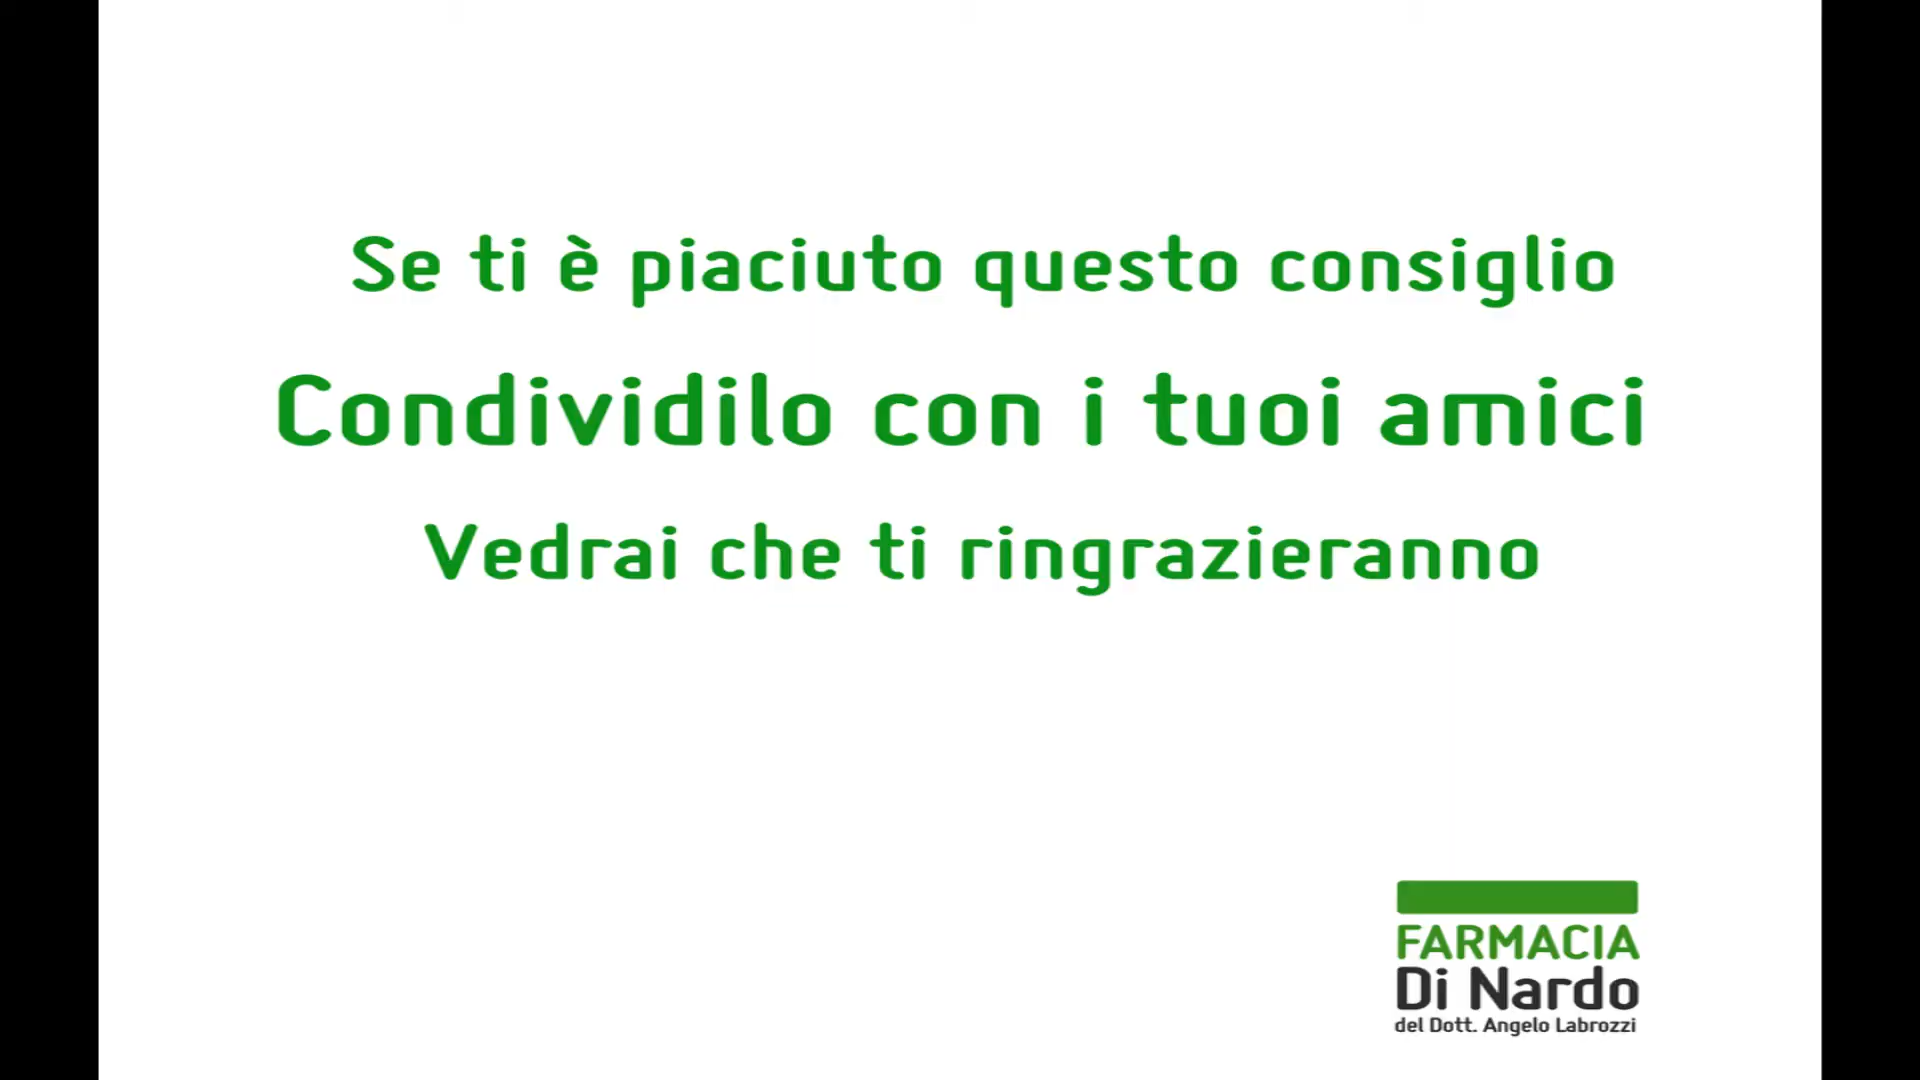 Se ti è piaciuto questo consiglio
Condividilo con i tuoi amici
Vedrai che ti ringrazieranno
FARMACIA
Di Nardo
del Dott. Angelo Labrozzi